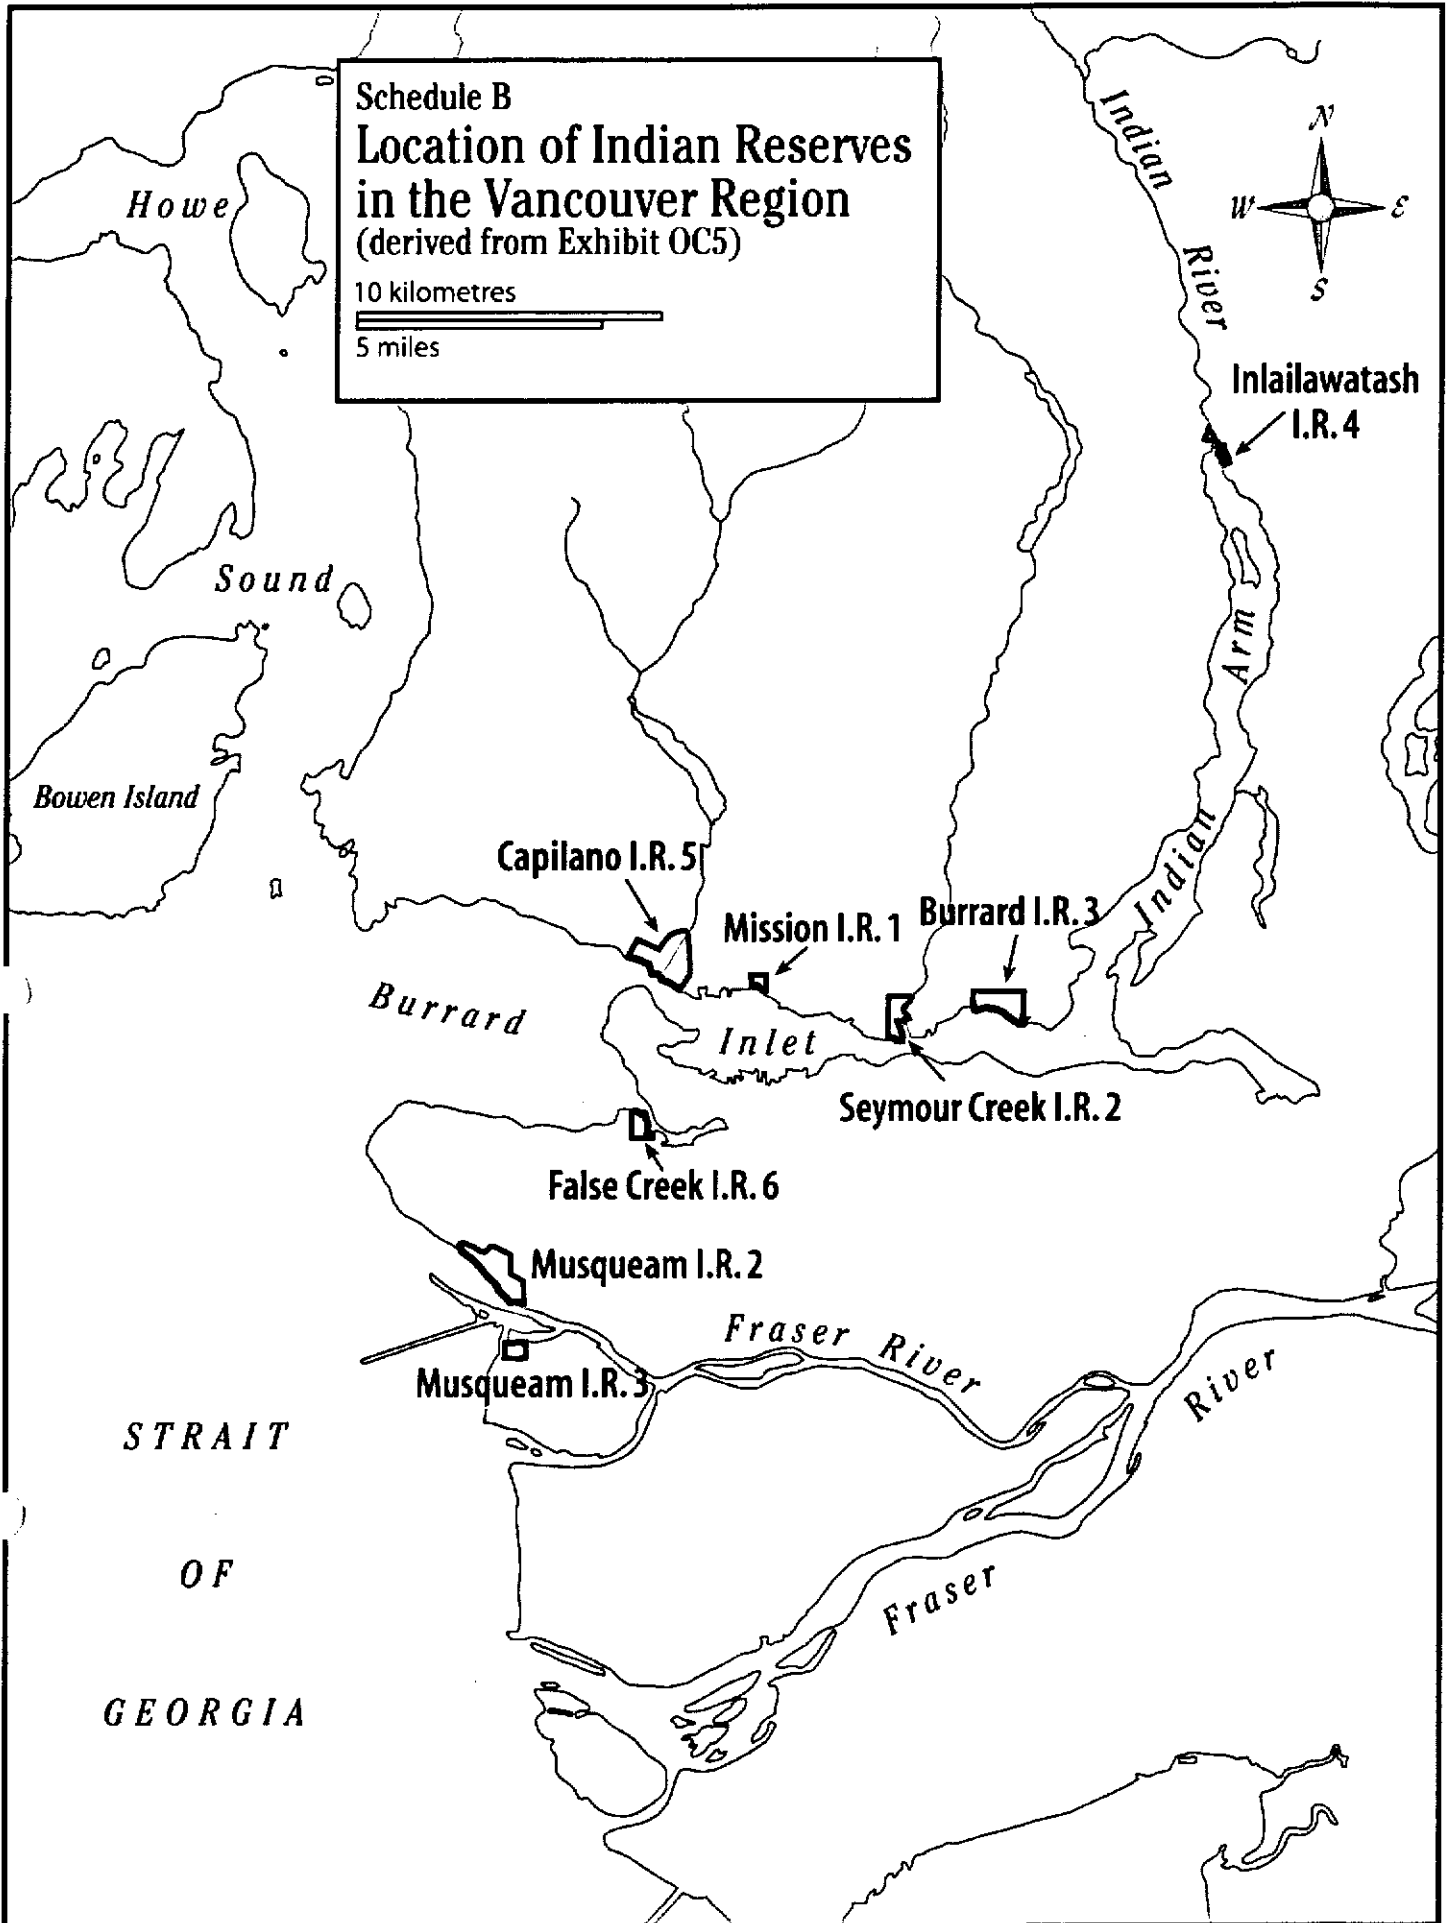 Schedule B
Location of Indian Reserves
in the Vancouver Region
(derived from Exhibit OC5)
10 kilometres
5 miles
Indian
River
N
W
E
S
Howe
Inlailawatash
I.R. 4
Sound
Arm
Indian
Bowen Island
Capilano I.R. 5
Mission I.R. 1
Burrard I.R. 3
Burrard
Inlet
Seymour Creek I.R. 2
False Creek I.R. 6
Musqueam I.R. 2
Fraser River
Musqueam I.R. 3
River
Fraser
STRAIT
OF
GEORGIA